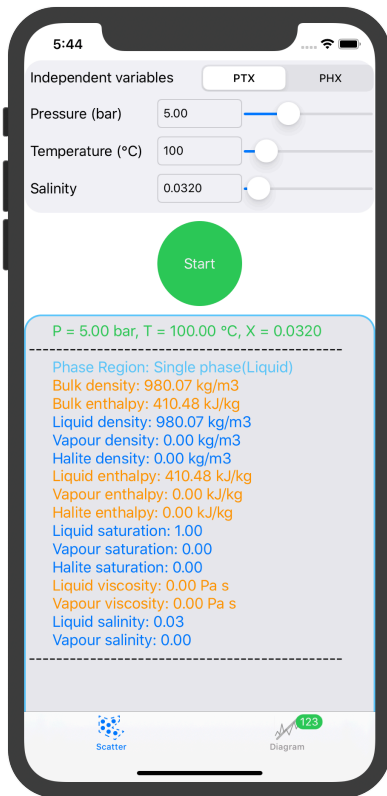 5:44
Independent variables PTX PHX
Pressure (bar) 5.00
Temperature (°C) 100
Salinity 0.0320
Start
P = 5.00 bar, T = 100.00 °C, X = 0.0320
Phase Region: Single phase(Liquid)
Bulk density: 980.07 kg/m3
Bulk enthalpy: 410.48 kJ/kg
Liquid density: 980.07 kg/m3
Vapour density: 0.00 kg/m3
Halite density: 0.00 kg/m3
Liquid enthalpy: 410.48 kJ/kg
Vapour enthalpy: 0.00 kJ/kg
Halite enthalpy: 0.00 kJ/kg
Liquid saturation: 1.00
Vapour saturation: 0.00
Halite saturation: 0.00
Liquid viscosity: 0.00 Pa s
Vapour viscosity: 0.00 Pa s
Liquid salinity: 0.03
Vapour salinity: 0.00
123
Scatter Diagram